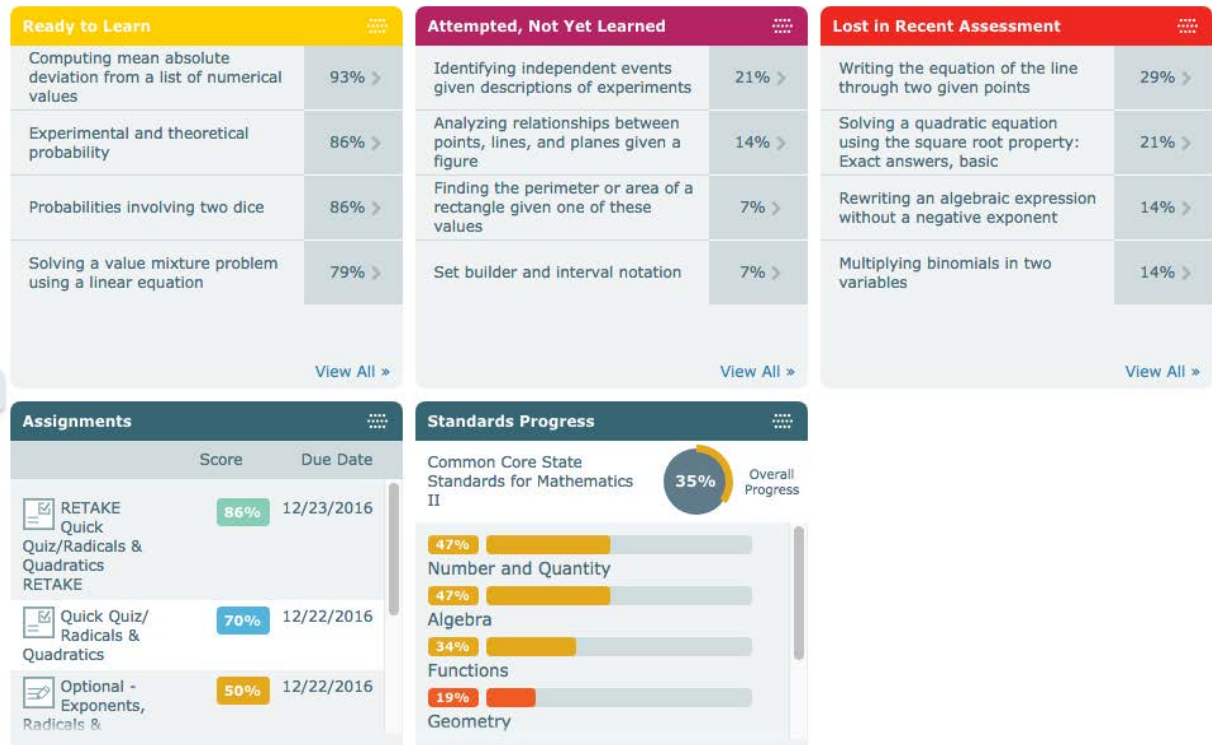 Ready to Learn
Computing mean absolute
deviation from a list of numerical
values
93%
Experimental and theoretical
probability
86%
Probabilities involving two dice
86%
Solving a value mixture problem
using a linear equation
79%
View All »
Attempted, Not Yet Learned
Identifying independent events
given descriptions of experiments
21%
Analyzing relationships between
points, lines, and planes given a
figure
14%
Finding the perimeter or area of a
rectangle given one of these
values
7%
Set builder and interval notation
7%
View All »
Lost in Recent Assessment
Writing the equation of the line
through two given points
29%
Solving a quadratic equation
using the square root property:
Exact answers, basic
21%
Rewriting an algebraic expression
without a negative exponent
14%
Multiplying binomials in two
variables
14%
View All »
Assignments
Score Due Date
RETAKE
Quick
Quiz/Radicals &
Quadratics
RETAKE
86% 12/23/2016
Quick Quiz/
Radicals &
Quadratics
70% 12/22/2016
Optional -
Exponents,
Radicals &
50% 12/22/2016
Standards Progress
Common Core State
Standards for Mathematics
II
35%
Overall
Progress
47%
Number and Quantity
47%
Algebra
34%
Functions
19%
Geometry